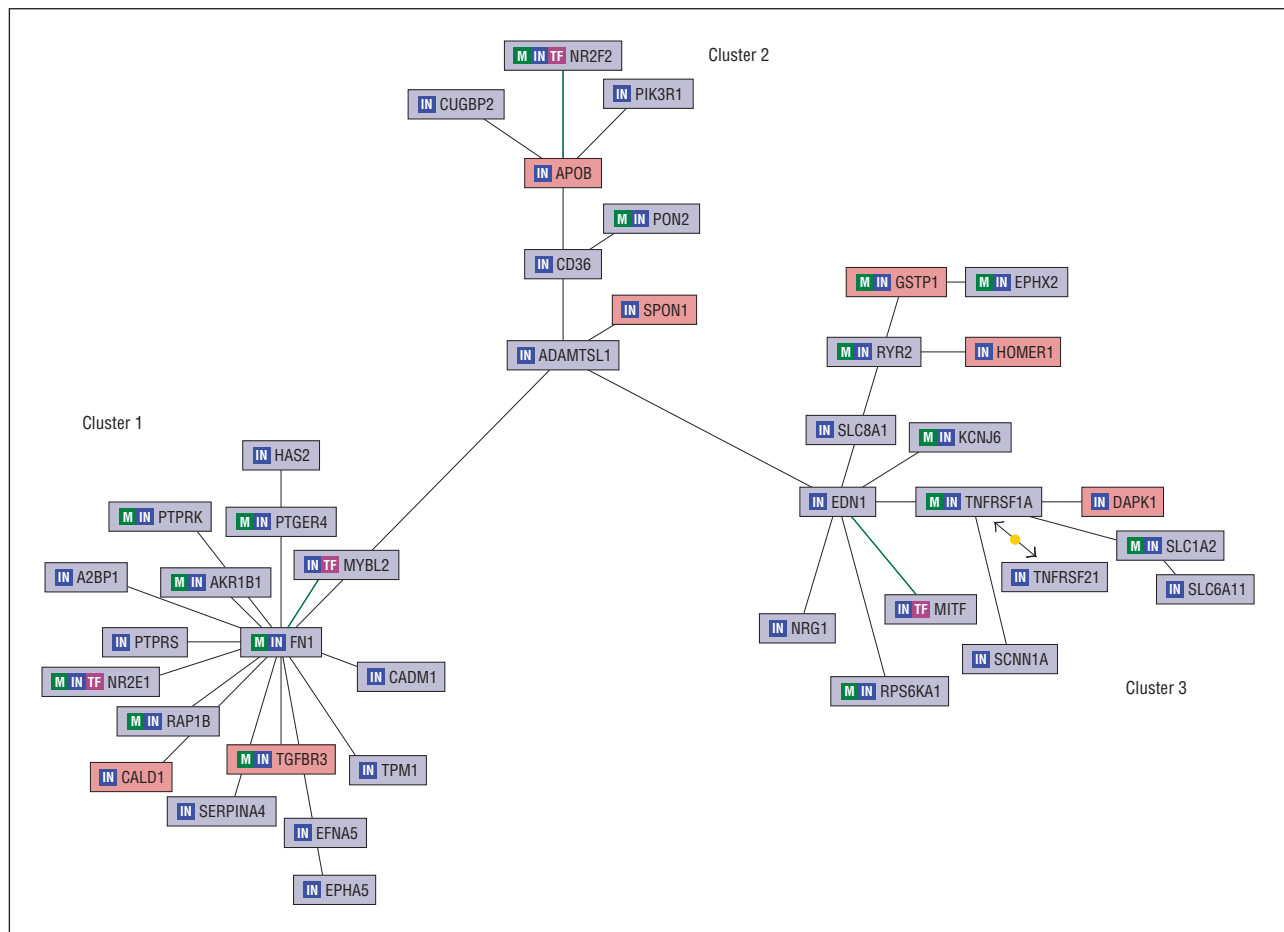 M IN TF NR2F2
Cluster 2
IN CUGBP2
IN PIK3R1
IN APOB
M IN PON2
IN CD36
M IN GSTP1
M IN EPHX2
IN SPON1
IN ADAMTSL1
M IN RYR2
IN HOMER1
Cluster 1
IN SLC8A1
M IN KCNJ6
IN HAS2
IN EDN1
M IN TNFRSF1A
IN DAPK1
M IN PTPRK
M IN PTGER4
M IN SLC1A2
IN TF MYBL2
IN A2BP1
M IN AKR1B1
IN TNFRSF21
IN SLC6A11
IN TF MITF
IN NRG1
IN PTPRS
M IN FN1
IN SCNN1A
M IN TF NR2E1
IN CADM1
M IN RPS6KA1
Cluster 3
M IN RAP1B
M IN TGFBR3
IN TPM1
IN CALD1
IN SERPINA4
IN EFNA5
IN EPHA5